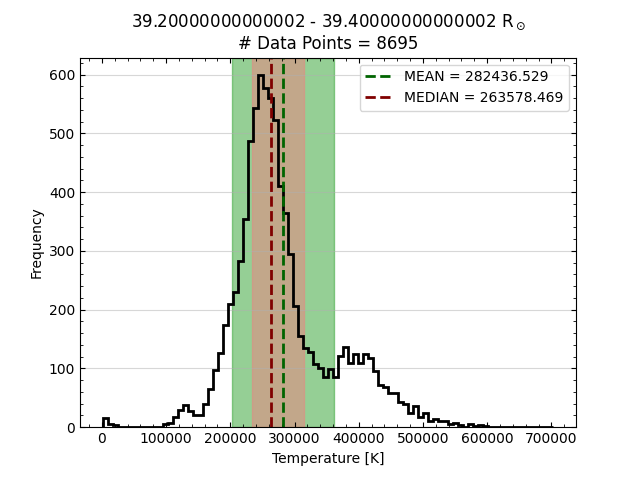 39.20000000000002 - 39.40000000000002 R⊙
# Data Points = 8695
MEAN = 282436.529
MEDIAN = 263578.469
600
500
400
300
200
100
0
Frequency
0 100000 200000 300000 400000 500000 600000 700000
Temperature [K]